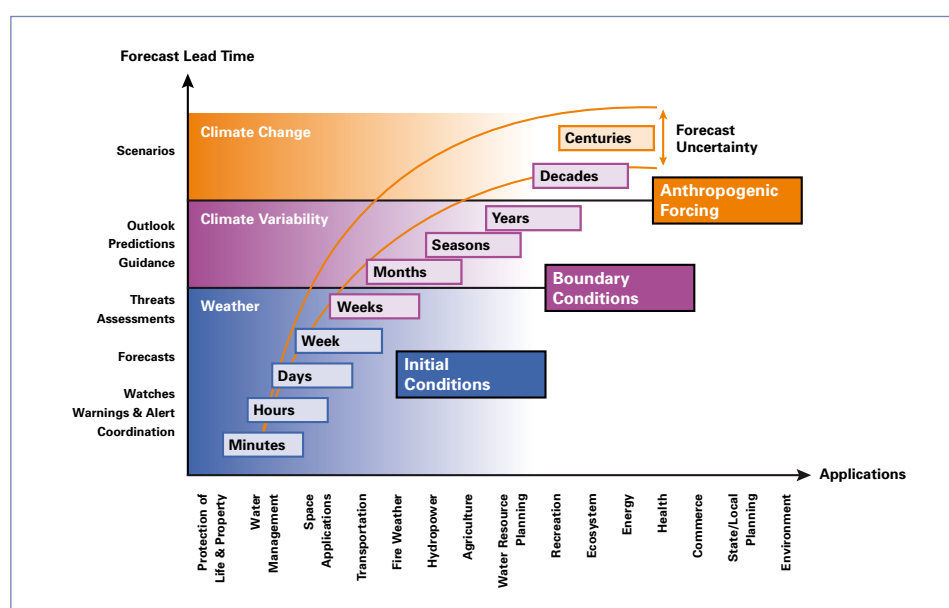 Forecast Lead Time
Climate Change
Scenarios
Centuries
Forecast
Uncertainty
Decades
Anthropogenic
Forcing
Climate Variability
Outlook
Predictions
Guidance
Years
Seasons
Months
Boundary
Conditions
Threats
Assessments
Weather
Weeks
Forecasts
Week
Initial
Conditions
Days
Watches
Warnings & Alert
Coordination
Hours
Minutes
Applications
Protection of
Life & Property
Water
Management
Space
Applications
Transportation
Fire Weather
Hydropower
Agriculture
Water Resource
Planning
Recreation
Ecosystem
Energy
Health
Commerce
State/Local
Planning
Environment